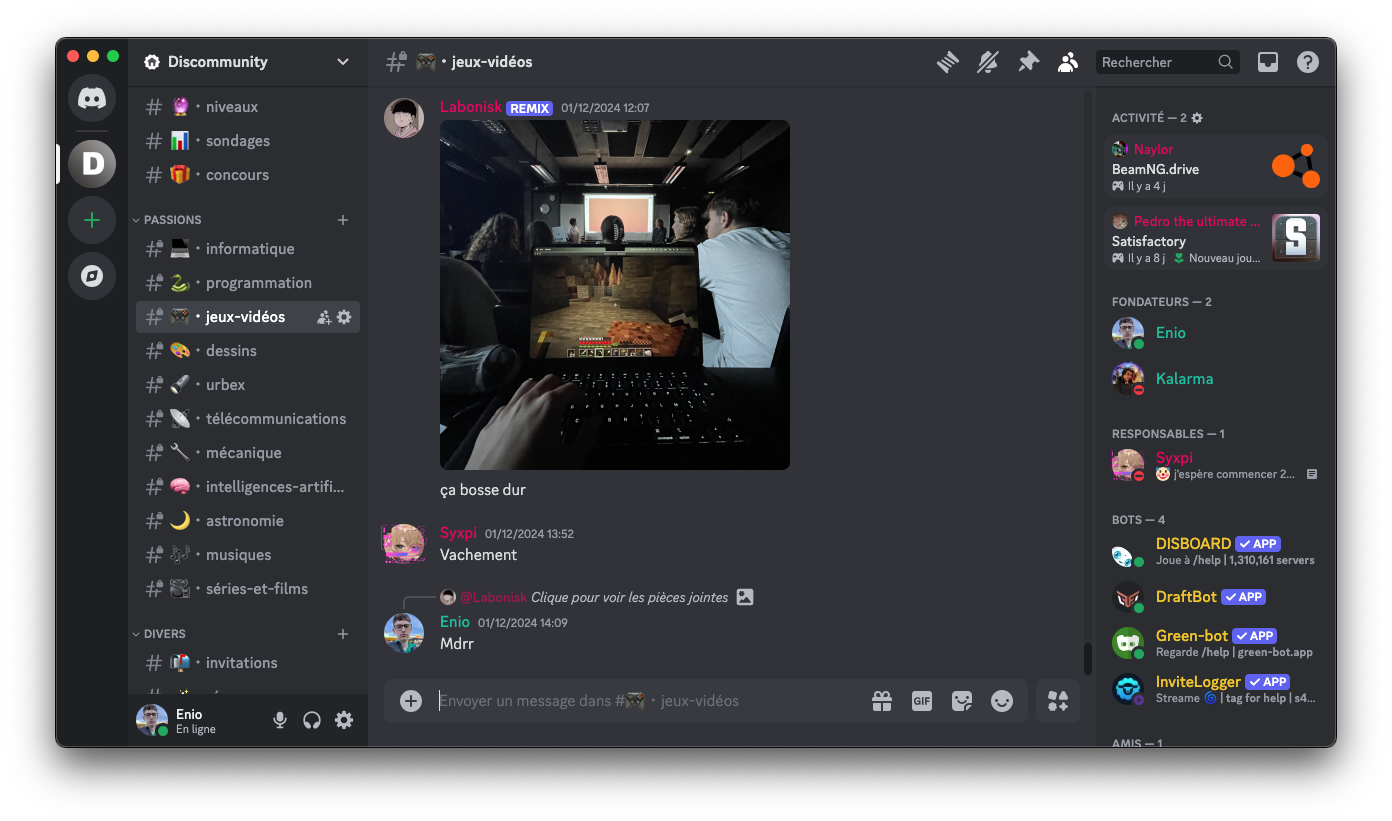 Discommunity
niveaux
sondages
concours
PASSIONS
informatique
programmation
jeux-vidéos
dessins
urbex
télécommunications
mécanique
intelligences-artifi...
astronomie
musiques
séries-et-films
DIVERS
invitations
Enio
En ligne
# 🎮・jeux-vidéos
Rechercher
Labonisk REMIX 01/12/2024 12:07
command option
ça bosse dur
Syxpi 01/12/2024 13:52
Vachement
@Labonisk Clique pour voir les pièces jointes
Enio 01/12/2024 14:09
Mdrr
Envoyer un message dans #🎮・jeux-vidéos
GIF
ACTIVITÉ — 2
Naylor
BeamNG.drive
Il y a 4 j
Pedro the ultimate ...
Satisfactory
Il y a 8 j Nouveau jou...
S
FONDATEURS — 2
Enio
Kalarma
RESPONSABLES — 1
Syxpi
🤡 j'espère commencer 2...
BOTS — 4
DISBOARD ✓ APP
Joue à /help | 1,310,161 servers
DraftBot ✓ APP
Green-bot ✓ APP
Regarde /help | green-bot.app
InviteLogger ✓ APP
Streame 🌀 | tag for help | s4...
AMIS — 1
D